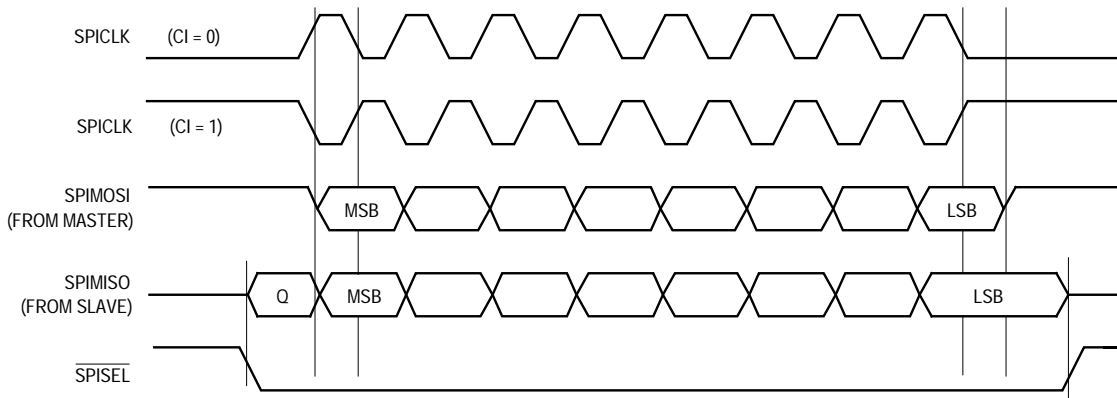 SPICLK (CI = 0)
SPICLK (CI = 1)
SPIMOSI
(FROM MASTER)
MSB LSB
SPIMISO
(FROM SLAVE)
Q MSB LSB
SPISEL